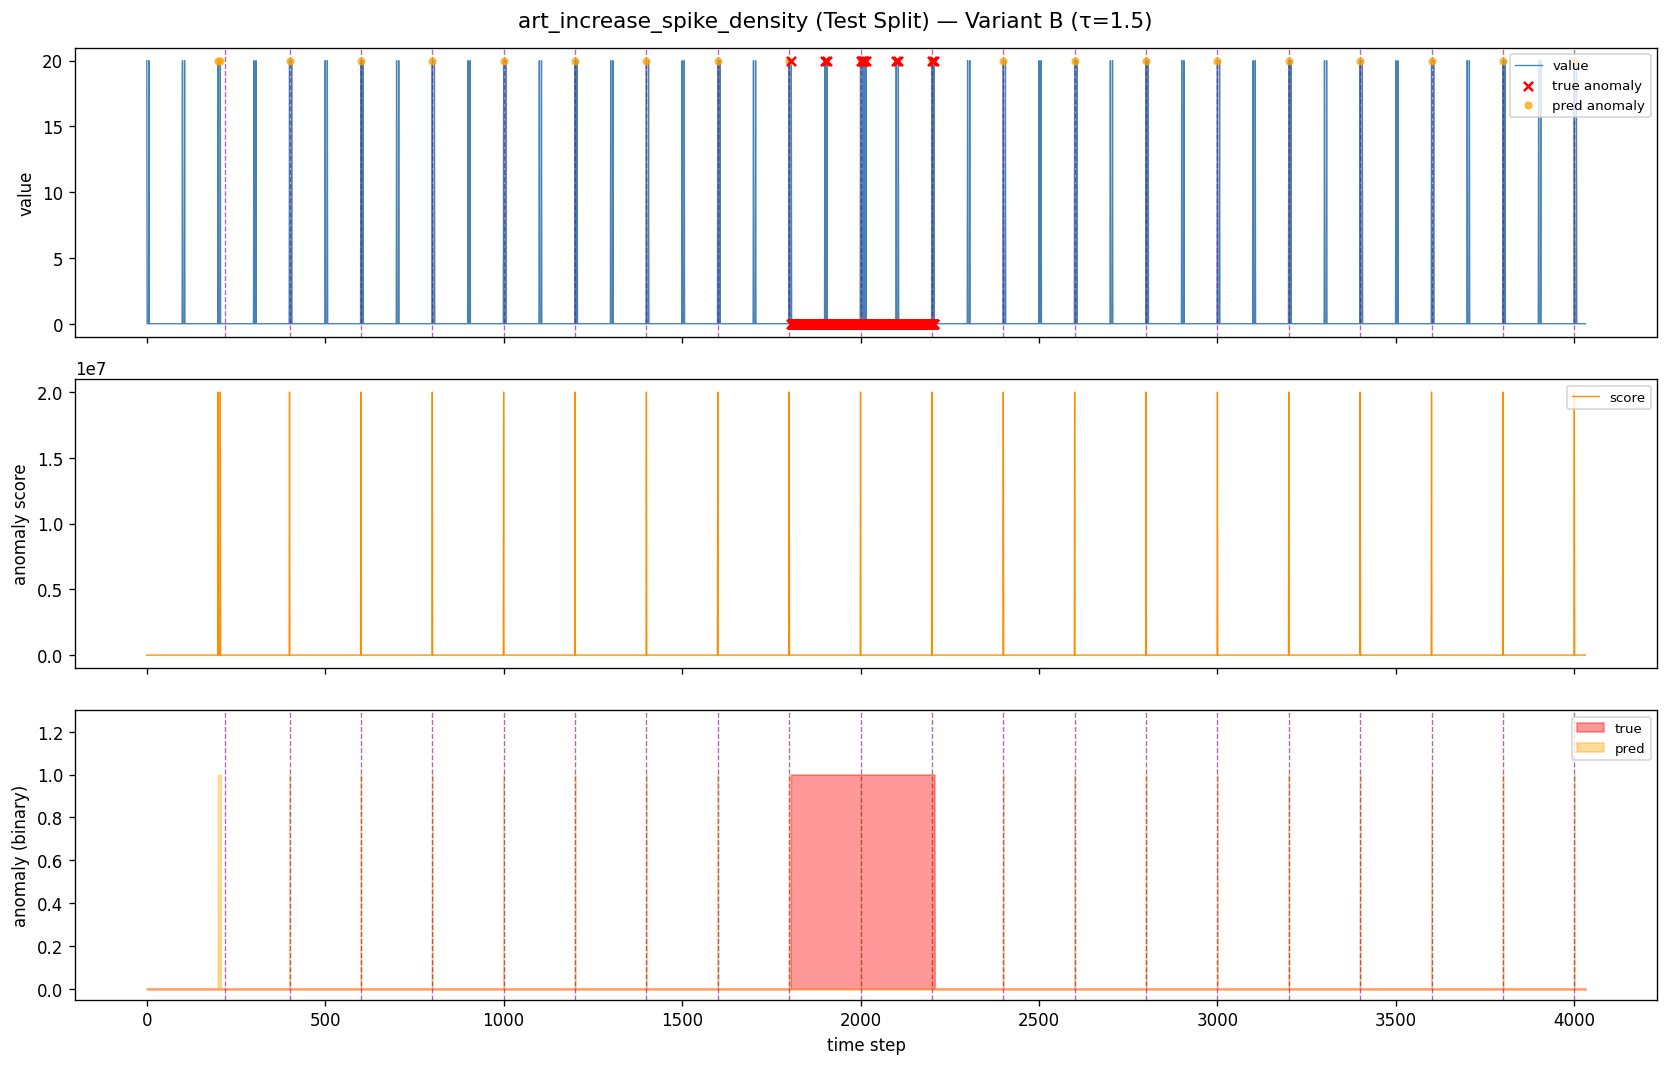 art_increase_spike_density (Test Split) — Variant B (τ=1.5)
20
15
10
5
0
value
value
true anomaly
pred anomaly
1e7
2.0
1.5
1.0
0.5
0.0
anomaly score
score
1.2
1.0
0.8
0.6
0.4
0.2
0.0
anomaly (binary)
true
pred
0 500 1000 1500 2000 2500 3000 3500 4000
time step